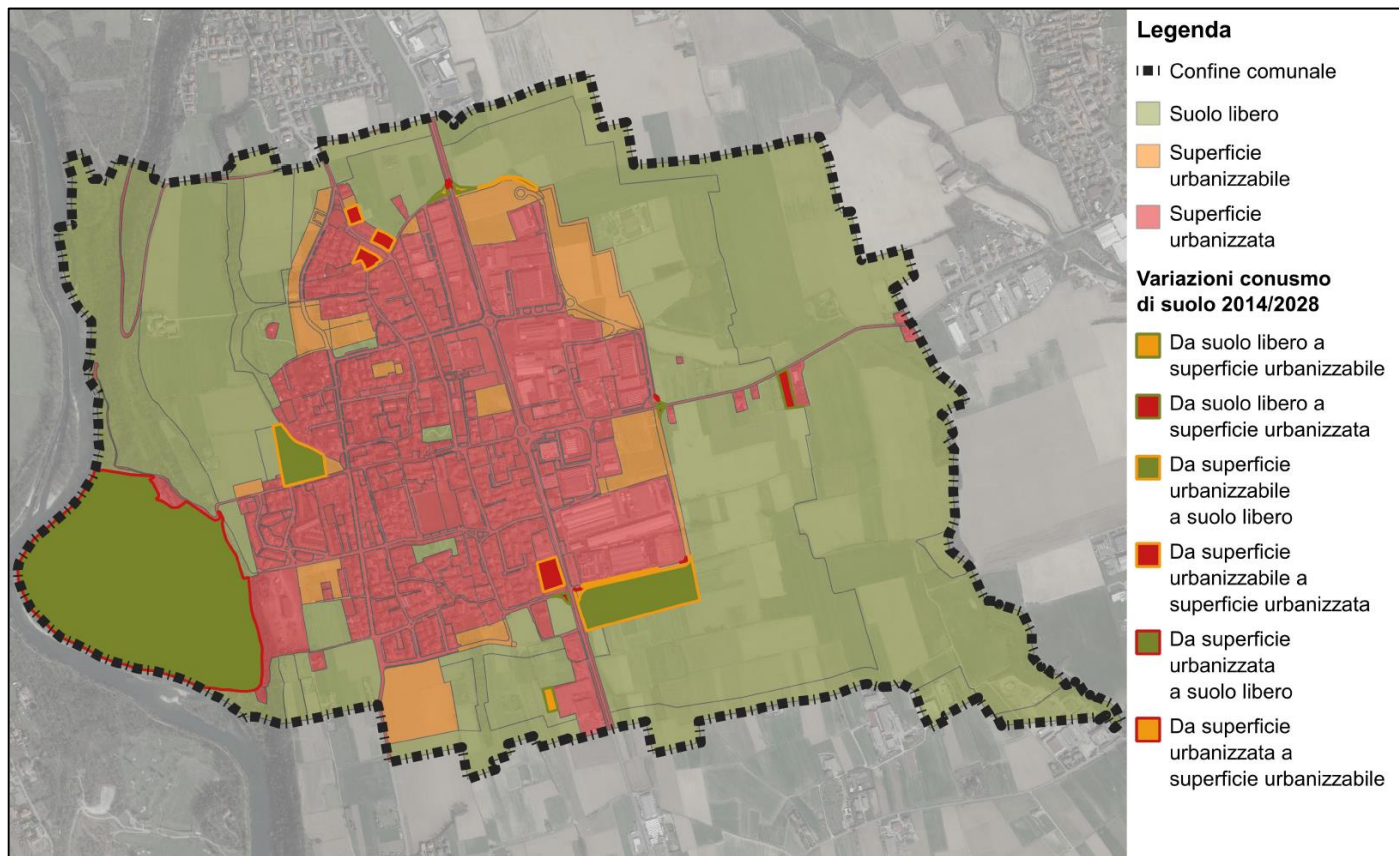 Legenda
Confine comunale
Suolo libero
Superficie
urbanizzabile
Superficie
urbanizzata
Variazioni conusmo
di suolo 2014/2028
Da suolo libero a
superficie urbanizzabile
Da suolo libero a
superficie urbanizzata
Da superficie
urbanizzabile
a suolo libero
Da superficie
urbanizzabile a
superficie urbanizzata
Da superficie
urbanizzata
a suolo libero
Da superficie
urbanizzata a
superficie urbanizzabile